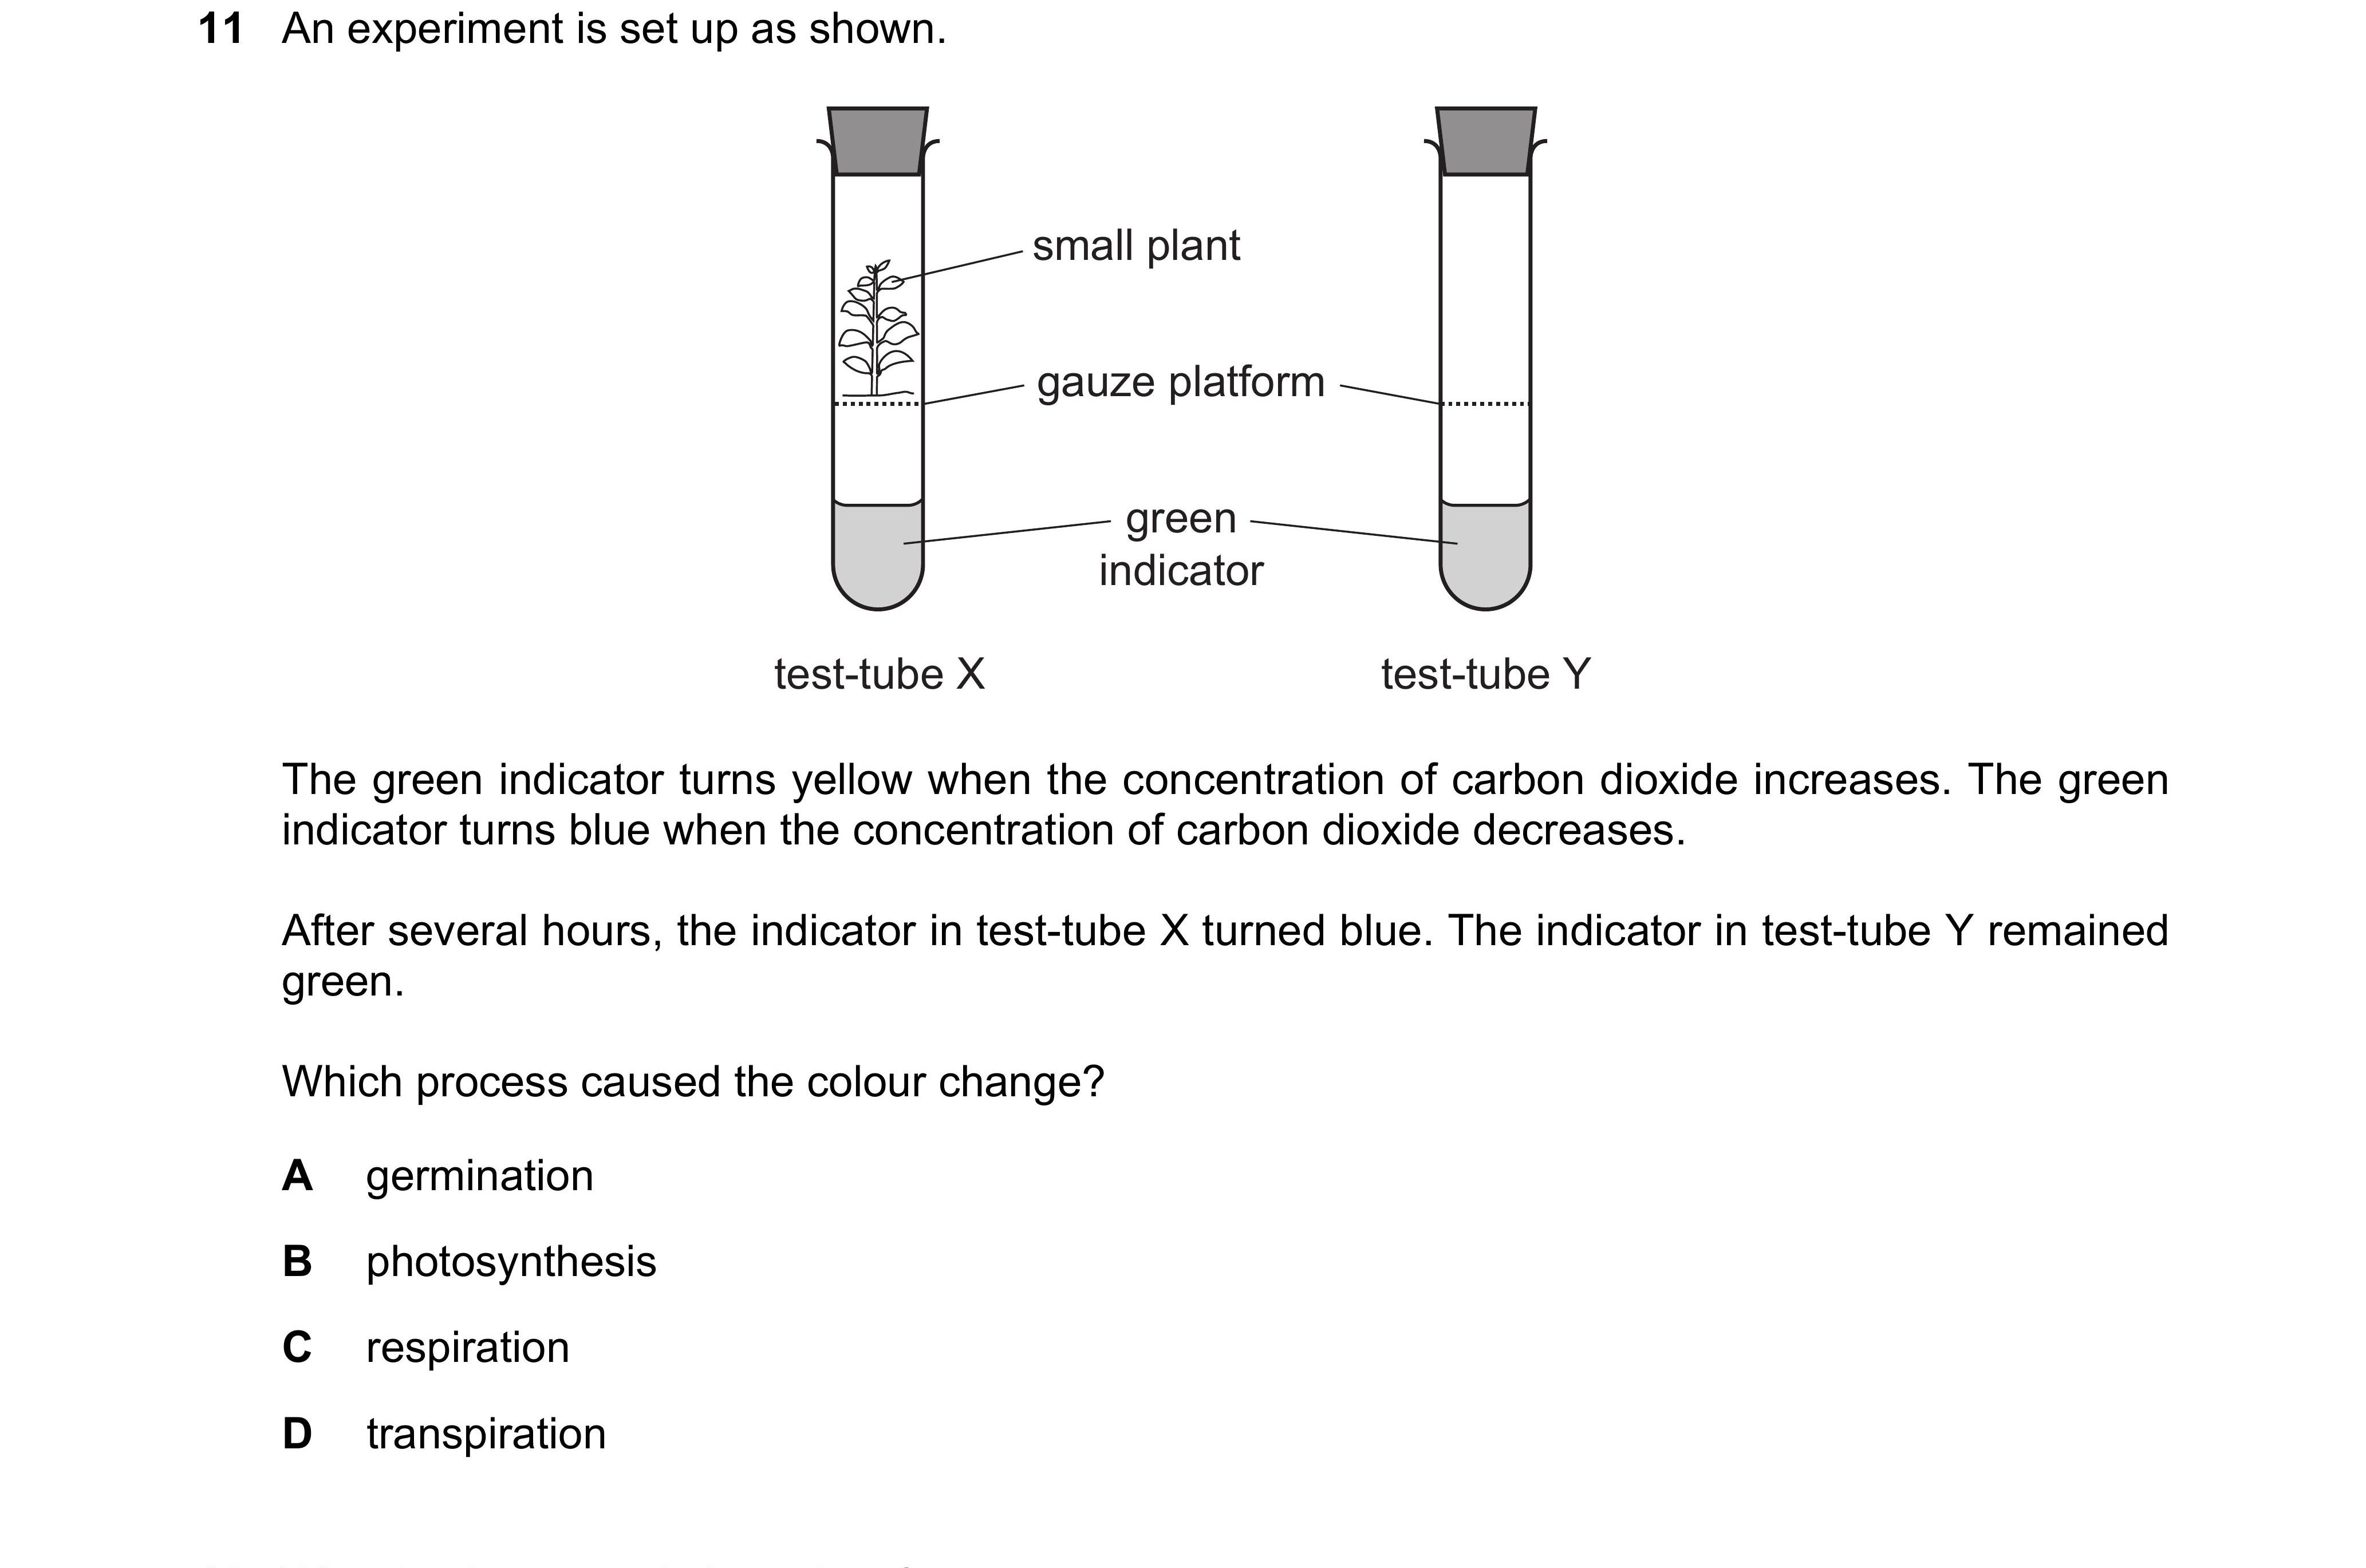 11 An experiment is set up as shown.
small plant
gauze platform
green
indicator
test-tube X
test-tube Y
The green indicator turns yellow when the concentration of carbon dioxide increases. The green
indicator turns blue when the concentration of carbon dioxide decreases.
After several hours, the indicator in test-tube X turned blue. The indicator in test-tube Y remained
green.
Which process caused the colour change?
A germination
B photosynthesis
C respiration
D transpiration